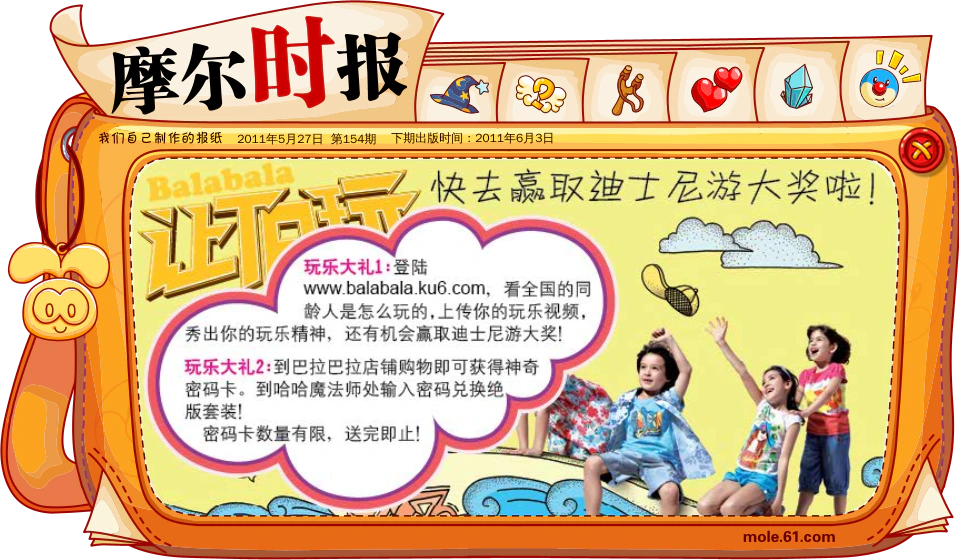 摩尔时报
我们自己制作的报纸 2011年5月27日 第154期 下期出版时间：2011年6月3日
Balabala
快去赢取迪士尼游大奖啦！
玩乐大礼1：登陆
www.balabala.ku6.com，看全国的同
龄人是怎么玩的，上传你的玩乐视频，
秀出你的玩乐精神，还有机会赢取迪士尼游大奖！
玩乐大礼2：到巴拉巴拉店铺购物即可获得神奇
密码卡。到哈哈魔法师处输入密码兑换绝
版套装！
密码卡数量有限，送完即止！
mole.61.com